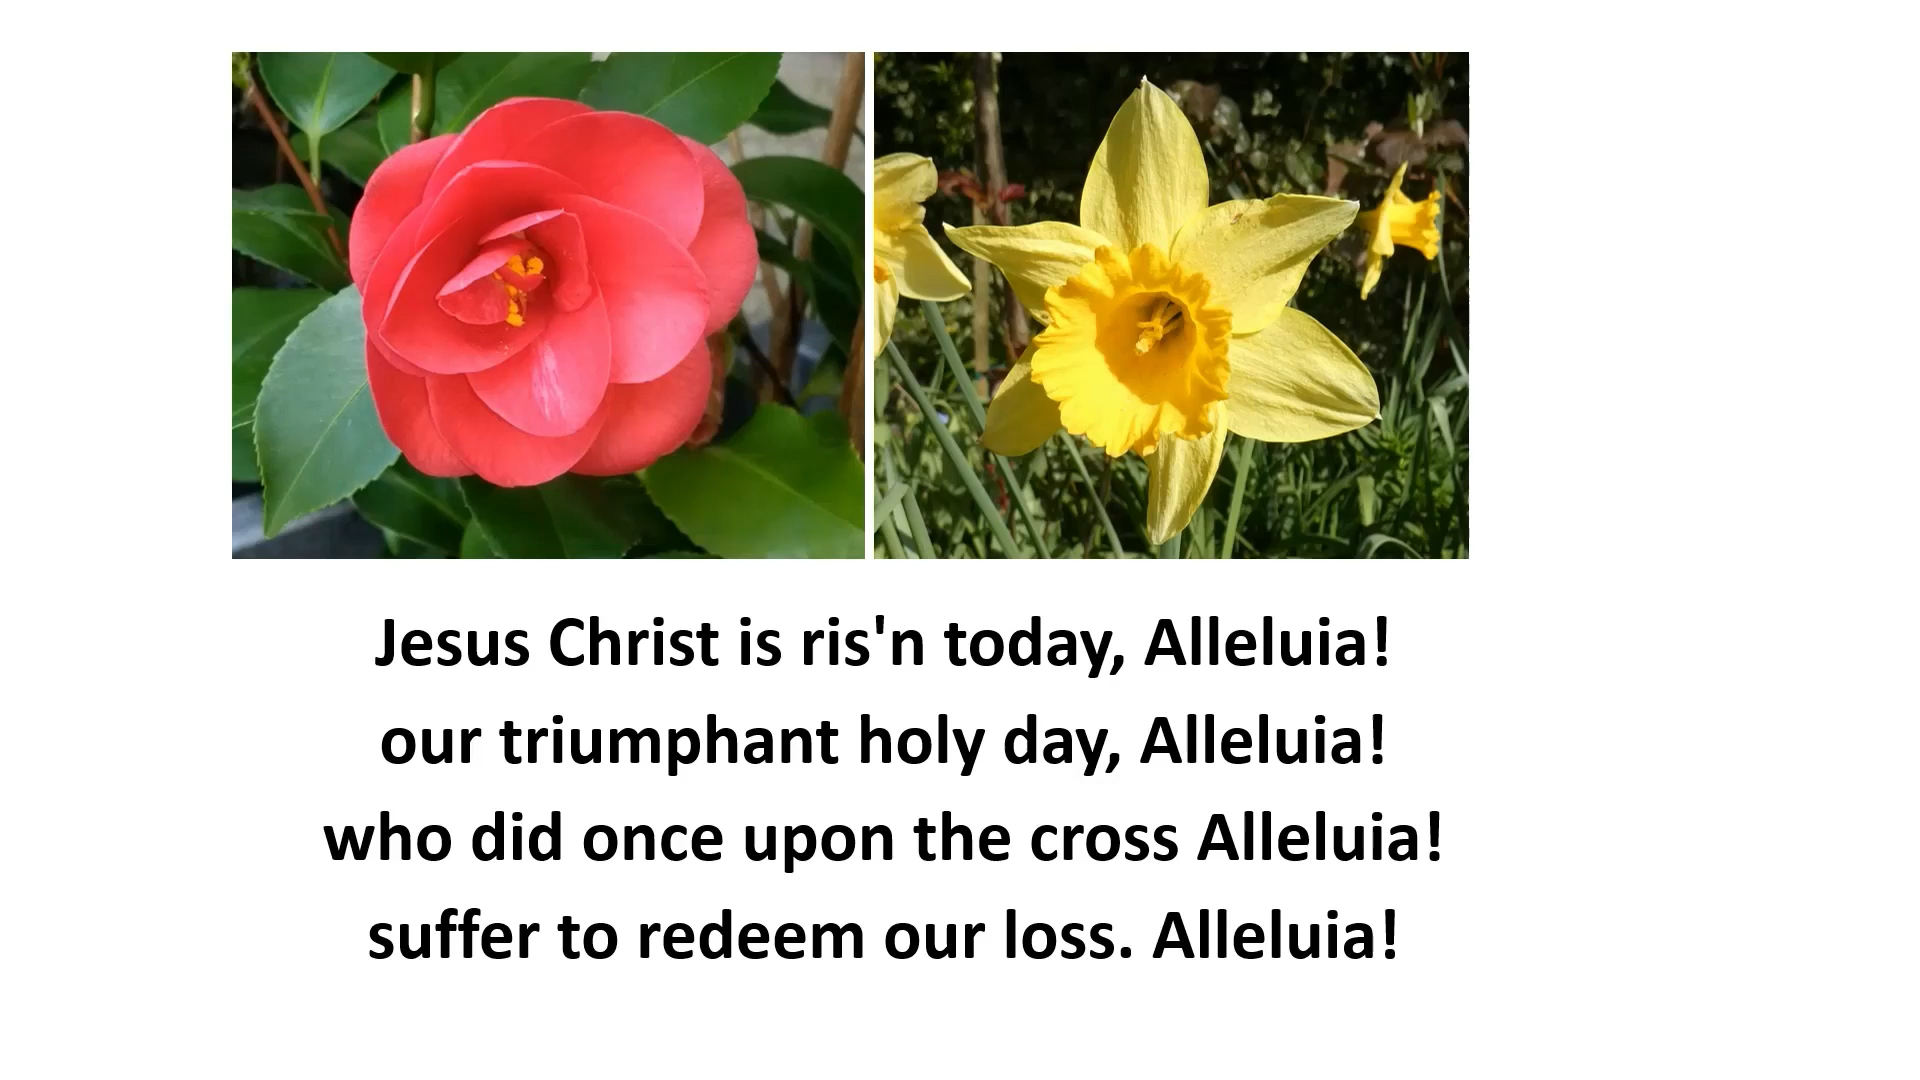 Jesus Christ is ris'n today, Alleluia!
our triumphant holy day, Alleluia!
who did once upon the cross Alleluia!
suffer to redeem our loss. Alleluia!